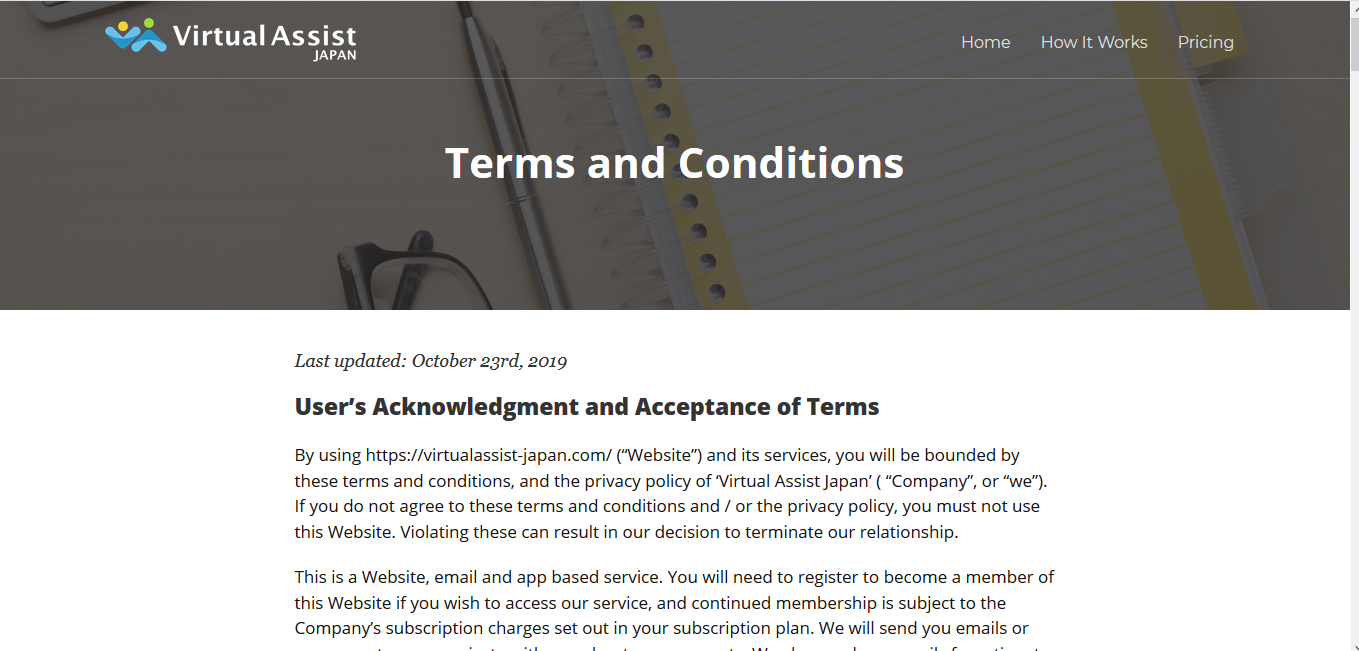 Virtual Assist
JAPAN
Home How It Works Pricing
Terms and Conditions
Last updated: October 23rd, 2019
User’s Acknowledgment and Acceptance of Terms
By using https://virtualassist-japan.com/ (“Website”) and its services, you will be bounded by
these terms and conditions, and the privacy policy of ‘Virtual Assist Japan’ ( “Company”, or “we”).
If you do not agree to these terms and conditions and / or the privacy policy, you must not use
this Website. Violating these can result in our decision to terminate our relationship.
This is a Website, email and app based service. You will need to register to become a member of
this Website if you wish to access our service, and continued membership is subject to the
Company’s subscription charges set out in your subscription plan. We will send you emails or